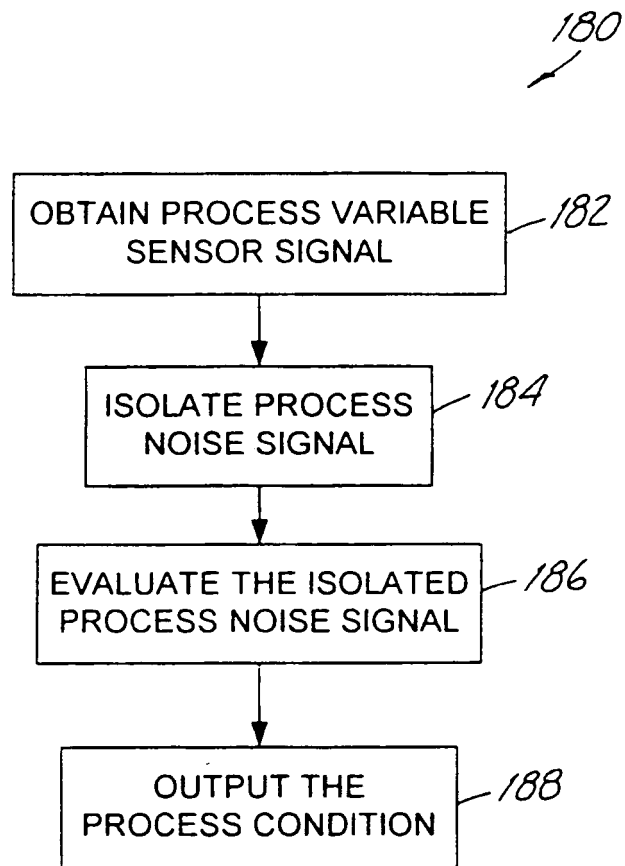 180
OBTAIN PROCESS VARIABLE
SENSOR SIGNAL
182
ISOLATE PROCESS
NOISE SIGNAL
184
EVALUATE THE ISOLATED
PROCESS NOISE SIGNAL
186
OUTPUT THE
PROCESS CONDITION
188